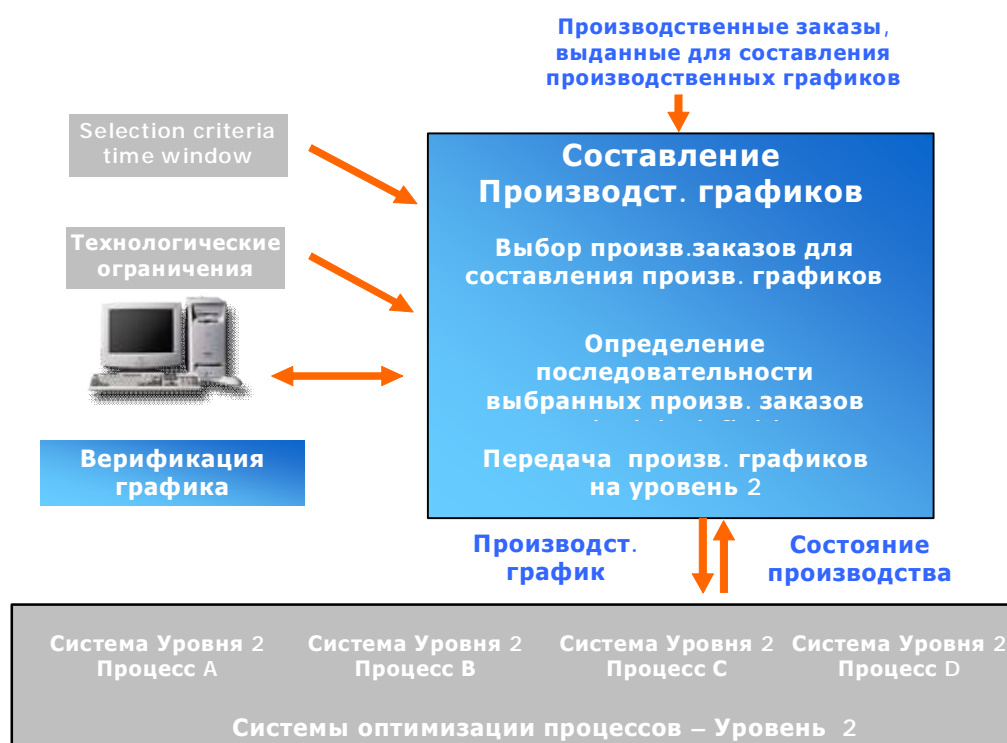 Производственные заказы,
выданные для составления
производственных графиков
Selection criteria
time window
Технологические
ограничения
Верификация
графика
Составление
Производст. графиков
Выбор произв.заказов для
составления произв. графиков
Определение
последовательности
выбранных произв. заказов
Передача произв. графиков
на уровень 2
Производст.
график
Состояние
производства
Система Уровня 2
Процесс A
Система Уровня 2
Процесс В
Система Уровня 2
Процесс С
Система Уровня 2
Процесс D
Системы оптимизации процессов – Уровень 2